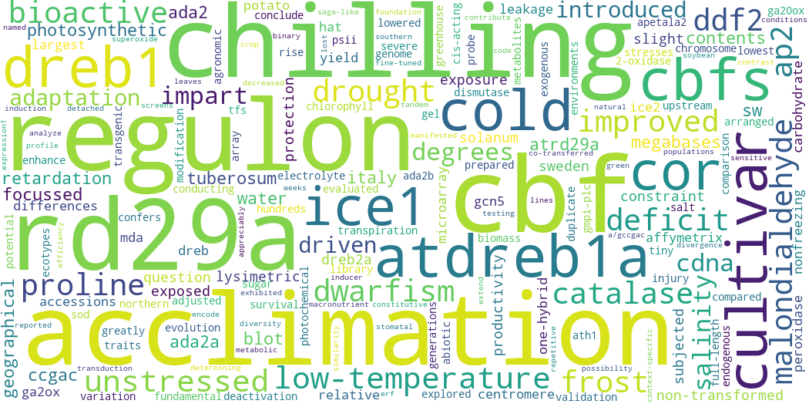 bioactive ada2 potato leakage introduced ddf2 apetala2 ga2ox
photosynthetic conclude saga-like foundation contribute slight contents conditions
largest hat lowered southern cis-acting code stresses chromosome lowest
dreb1 chilling severe psii greenhouse probe cbfs ap2
agronomic rise yield genome fine-tuned metabolites exogenous environments 2-oxidase soybean contrast
adaptation tfs impart drought exposure dismutase ice2 upstream carbohydrate
induction detached screens transgenic modification protection chlorophyll tandem cold improved sw natural arranged
expression1 analyze profile array gel solanum megabases populations sensitive
retardation enhance regulon manifested degrees atrd29a comparison
focussed tuberosum electrolyte ada2b co-transferred green
differences conducting weeks evaluated italy prepared sweden cor cultivar malondialdehyde
potential mda confers hundreds water microarray gcn5 testing lines constraint salt
rd29a ice1 cbf gmpi-plc duplicate a/gccgac deficit
ecotypes efficiency dreb appreciably driven transpiration biomass affymetrix divergence
dreb2a library atdreb1a tiny cdna nonfreezing peroxidase
proline question lysimetric inducer productivity one-hybrid injury
accessions exposed sugar dwarfism macronutrient constitutive extend catalase compared
geographical sod northern adjusted exhibited survival photochemical stomatal generations abiotic subjected salinity full-length endogenous
reported greatly evolution encode blot ath1
acclimation traits ada2a diversity metabolic similarity repetitive possibility context-specific
ccgac transduction determining low-temperature frost
unstressed decreased crop named binary lost superoxide leaves
ga2ox variation fundamental deactivation relative erf explored centromere validation non-transformed